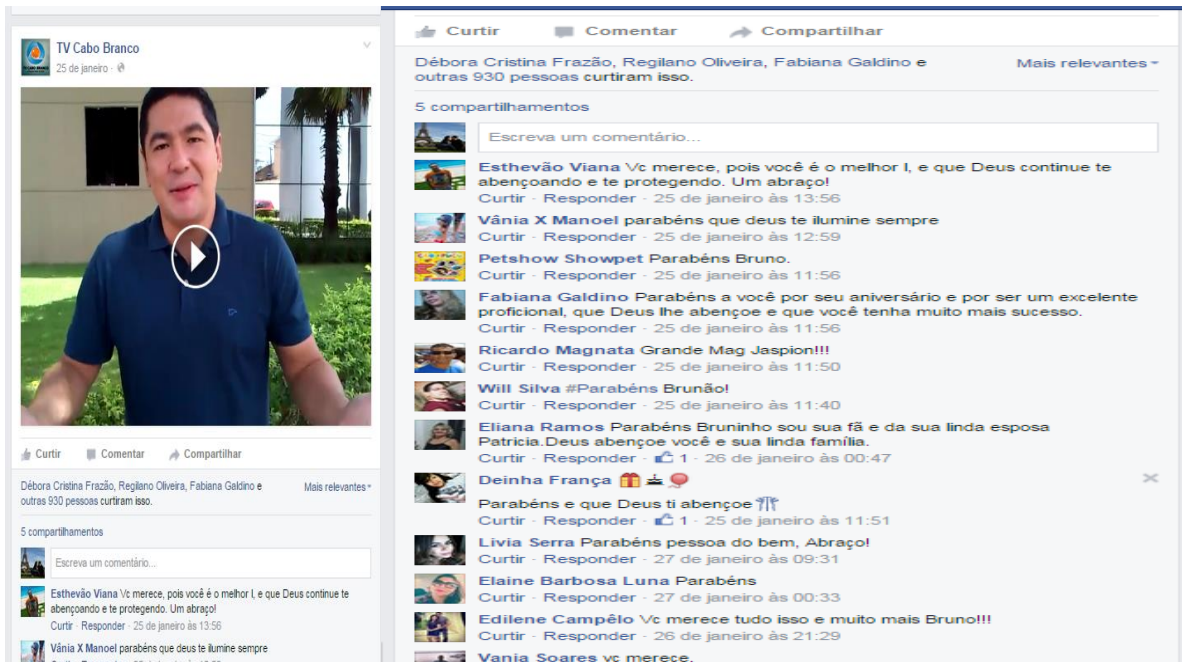 TV Cabo Branco
25 de janeiro ·
Curtir Comentar Compartilhar
Débora Cristina Frazão, Regilano Oliveira, Fabiana Galdino e
outras 930 pessoas curtiram isso.
Mais relevantes
5 compartilhamentos
Escreva um comentário...
Esthevão Viana Vc merece, pois você é o melhor I, e que Deus continue te
abençoando e te protegendo. Um abraço!
Curtir · Responder · 25 de janeiro às 13:56
Vânia X Manoel parabéns que deus te ilumine sempre
Curtir Comentar Compartilhar
Débora Cristina Frazão, Regilano Oliveira, Fabiana Galdino e
outras 930 pessoas curtiram isso.
Mais relevantes
5 compartilhamentos
Escreva um comentário...
Esthevão Viana Vc merece, pois você é o melhor I, e que Deus continue te
abençoando e te protegendo. Um abraço!
Curtir · Responder · 25 de janeiro às 13:56
Vânia X Manoel parabéns que deus te ilumine sempre
Curtir · Responder · 25 de janeiro às 12:59
Petshow Showpet Parabéns Bruno.
Curtir · Responder · 25 de janeiro às 11:56
Fabiana Galdino Parabéns a você por seu aniversário e por ser um excelente
proficional, que Deus lhe abençoe e que você tenha muito mais sucesso.
Curtir · Responder · 25 de janeiro às 11:56
Ricardo Magnata Grande Mag Jaspion!!!
Curtir · Responder · 25 de janeiro às 11:50
Will Silva #Parabéns Brunão!
Curtir · Responder · 25 de janeiro às 11:40
Eliana Ramos Parabéns Bruninho sou sua fã e da sua linda esposa
Patricia.Deus abençoe você e sua linda família.
Curtir · Responder · 1 · 26 de janeiro às 00:47
Deinha França
Parabéns e que Deus ti abençoe
Curtir · Responder · 1 · 25 de janeiro às 11:51
Livia Serra Parabéns pessoa do bem, Abraço!
Curtir · Responder · 27 de janeiro às 09:31
Elaine Barbosa Luna Parabéns
Curtir · Responder · 27 de janeiro às 00:33
Edilene Campêlo Vc merece tudo isso e muito mais Bruno!!!
Curtir · Responder · 26 de janeiro às 21:29
Vania Soares vc merece.